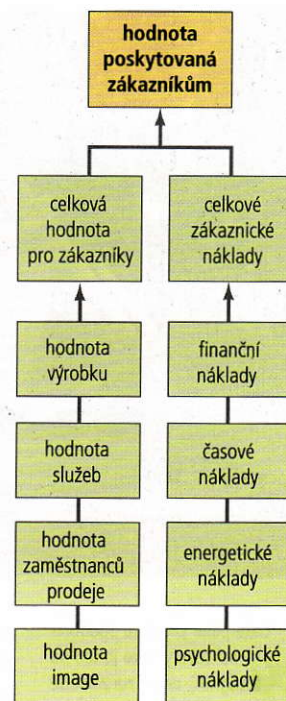 hodnota
poskytovaná
zákazníkům
celková
hodnota
pro zákazníky
celkové
zákaznické
náklady
hodnota
výrobku
finanční
náklady
hodnota
služeb
časové
náklady
hodnota
zaměstnanců
prodeje
energetické
náklady
hodnota
image
psychologické
náklady